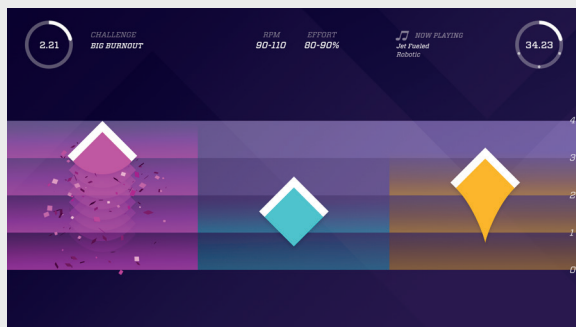 2.21
CHALLENGE
BIG BURNOUT
RPM
90-110
EFFORT
80-90%
NOW PLAYING
Jet Fueled
Robotic
34.23
4
3
2
1
0